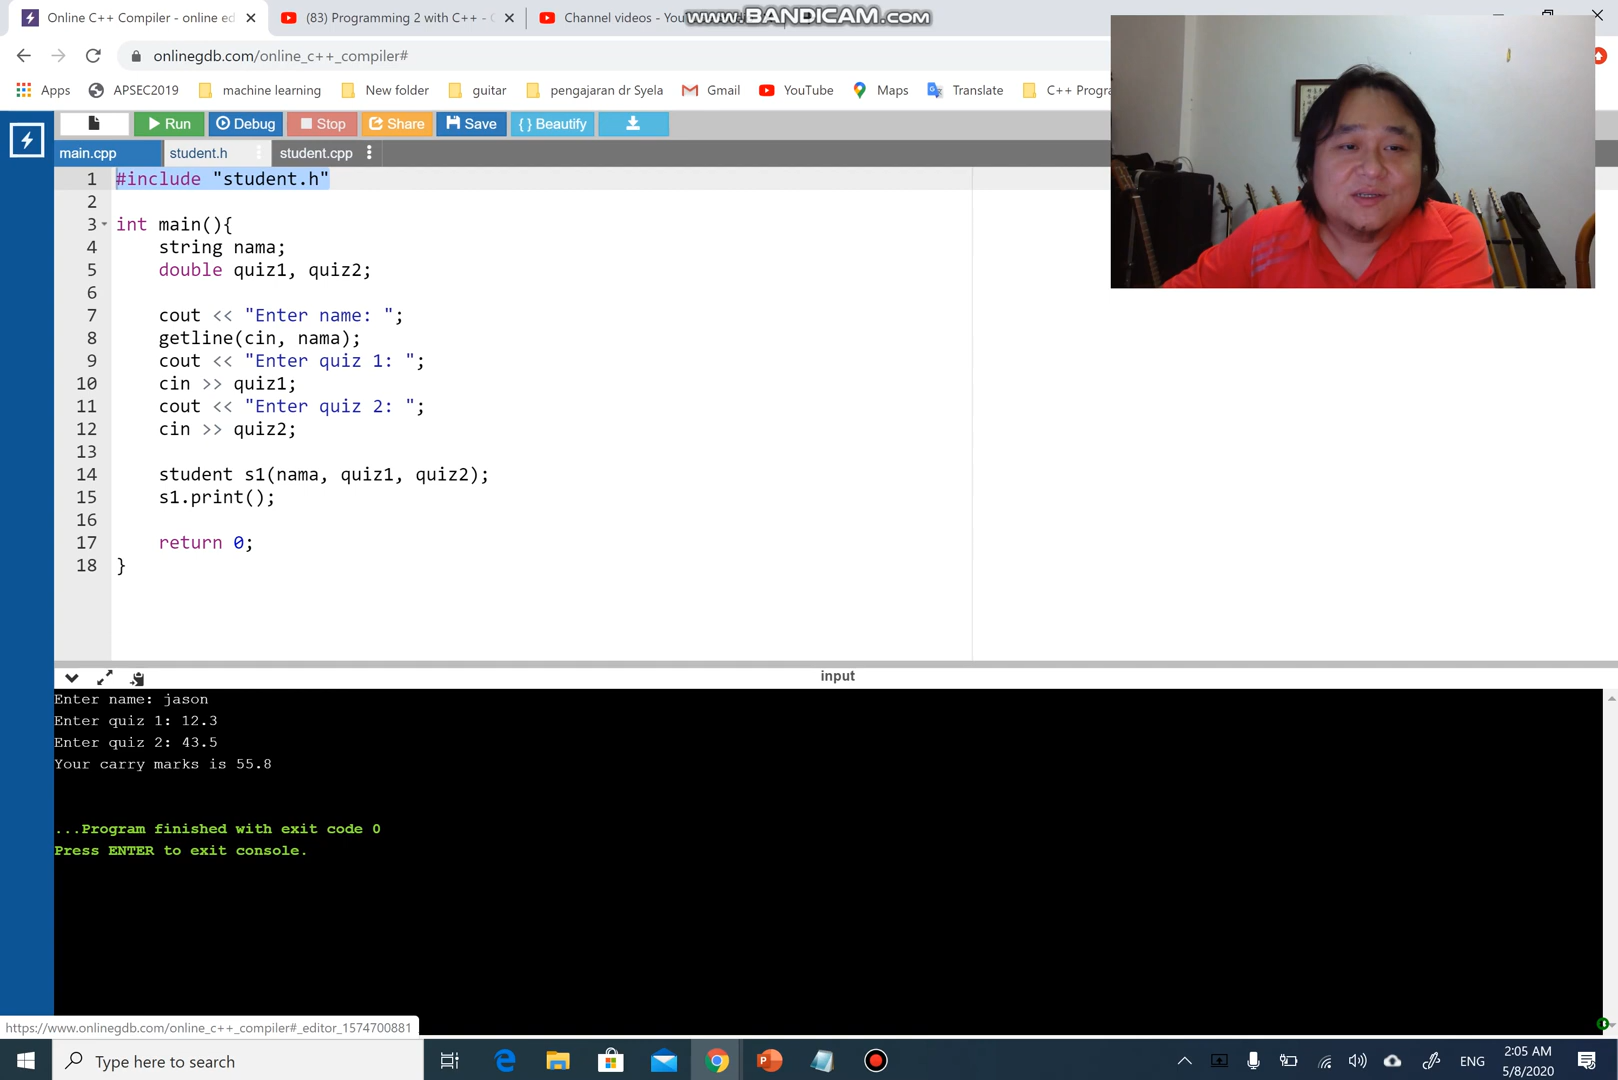 Online C++ Compiler - online ed
(83) Programming 2 with C++ -
Channel videos - You
www.BANDICAM.com
onlinegdb.com/online_c++_compiler#
Apps
APSEC2019
machine learning
New folder
guitar
pengajaran dr Syela
Gmail
YouTube
Maps
Translate
C++ Progra
Run
Debug
Stop
Share
Save
{ } Beautify
main.cpp
student.h
student.cpp
1 #include "student.h"
2
3 int main(){
4 string nama;
5 double quiz1, quiz2;
6
7 cout << "Enter name: ";
8 getline(cin, nama);
9 cout << "Enter quiz 1: ";
10 cin >> quiz1;
11 cout << "Enter quiz 2: ";
12 cin >> quiz2;
13
14 student s1(nama, quiz1, quiz2);
15 s1.print();
16
17 return 0;
18 }
input
Enter name: jason
Enter quiz 1: 12.3
Enter quiz 2: 43.5
Your carry marks is 55.8
...Program finished with exit code 0
Press ENTER to exit console.
https://www.onlinegdb.com/online_c++_compiler#_editor_1574700881
Type here to search
ENG
2:05 AM
5/8/2020